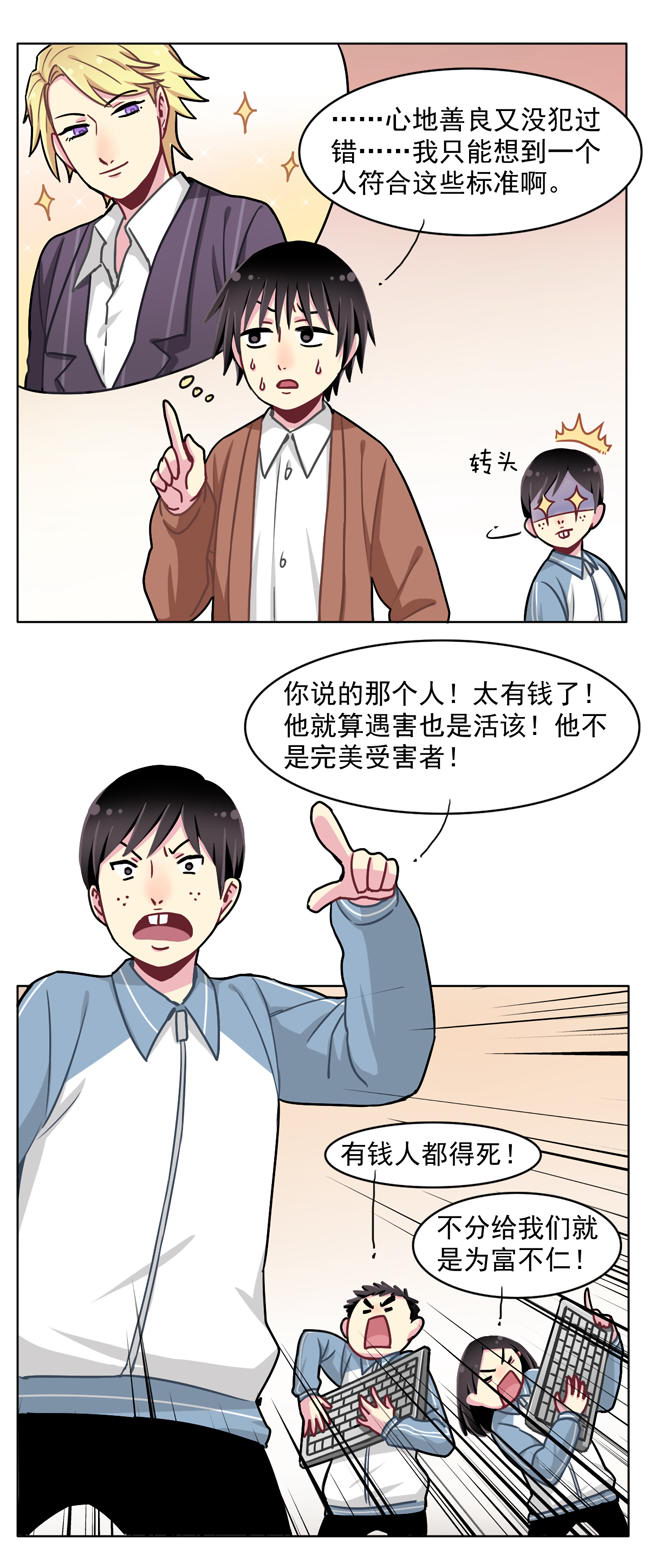 ……心地善良又没犯过
错……我只能想到一个
人符合这些标准啊。
转头
你说的那个人！太有钱了！
他就算遇害也是活该！他不
是完美受害者！
有钱人都得死！
不分给我们就
是为富不仁！